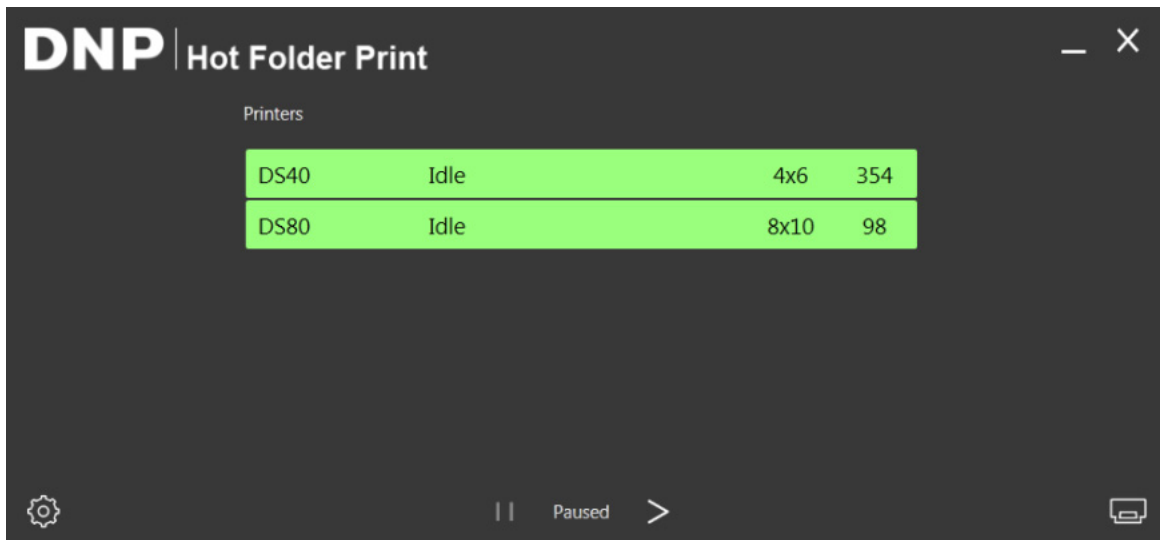 DNP Hot Folder Print
Printers
DS40 Idle 4x6 354
DS80 Idle 8x10 98
Paused